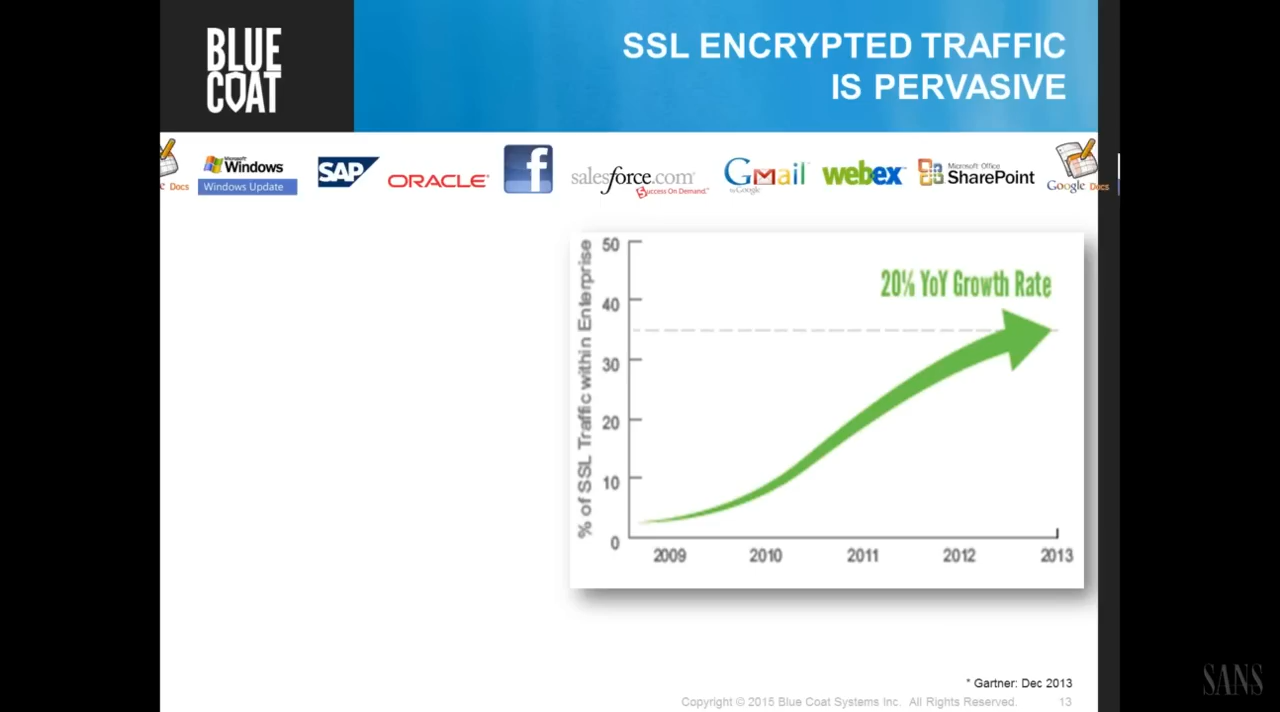 BLUE
COAT
SSL ENCRYPTED TRAFFIC
IS PERVASIVE
Docs
Microsoft
Windows
Windows Update
SAP
ORACLE
f
salesforce.com
Success On Demand.™
Gmail
by Google
webex
Microsoft Office
SharePoint
Google Docs
% of SSL Traffic within Enterprise
50
40
30
20
10
0
20% YoY Growth Rate
2009 2010 2011 2012 2013
* Gartner: Dec 2013
Copyright © 2015 Blue Coat Systems Inc. All Rights Reserved. 13
SANS